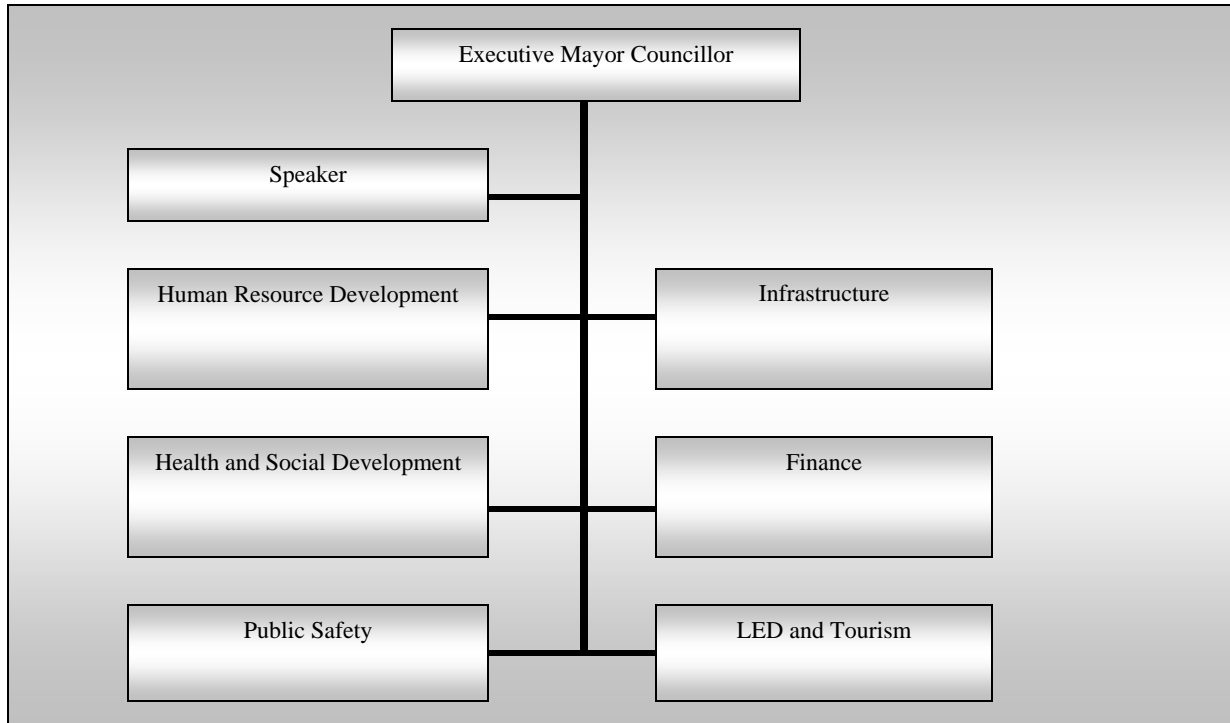 Executive Mayor Councillor
Speaker
Human Resource Development
Infrastructure
Health and Social Development
Finance
Public Safety
LED and Tourism